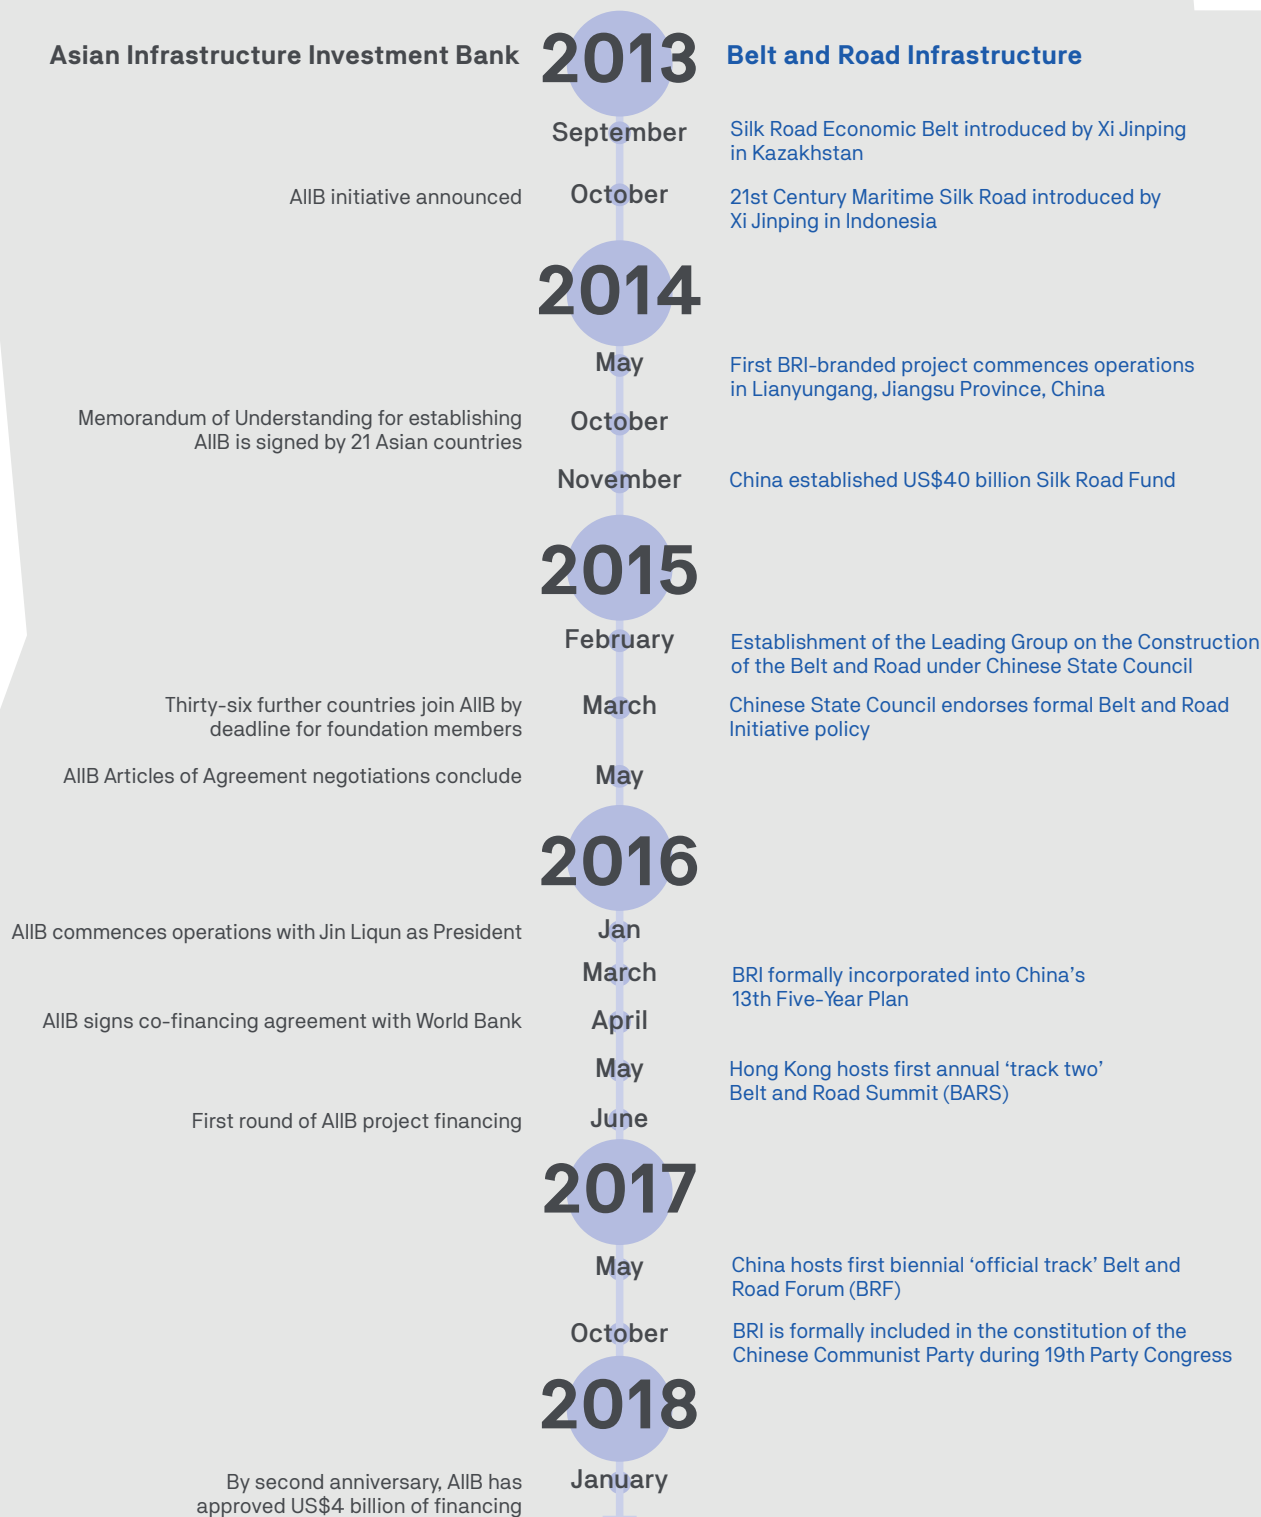 Asian Infrastructure Investment Bank
2013
Belt and Road Infrastructure
September
Silk Road Economic Belt introduced by Xi Jinping
in Kazakhstan
AIIB initiative announced
October
21st Century Maritime Silk Road introduced by
Xi Jinping in Indonesia
2014
May
First BRI-branded project commences operations
in Lianyungang, Jiangsu Province, China
Memorandum of Understanding for establishing
AIIB is signed by 21 Asian countries
October
November
China established US$40 billion Silk Road Fund
2015
February
Establishment of the Leading Group on the Construction
of the Belt and Road under Chinese State Council
Thirty-six further countries join AIIB by
deadline for foundation members
March
Chinese State Council endorses formal Belt and Road
Initiative policy
AIIB Articles of Agreement negotiations conclude
May
2016
AIIB commences operations with Jin Liqun as President
Jan
March
BRI formally incorporated into China’s
13th Five-Year Plan
AIIB signs co-financing agreement with World Bank
April
May
Hong Kong hosts first annual ‘track two’
Belt and Road Summit (BARS)
First round of AIIB project financing
June
2017
May
China hosts first biennial ‘official track’ Belt and
Road Forum (BRF)
October
BRI is formally included in the constitution of the
Chinese Communist Party during 19th Party Congress
2018
By second anniversary, AIIB has
approved US$4 billion of financing
January